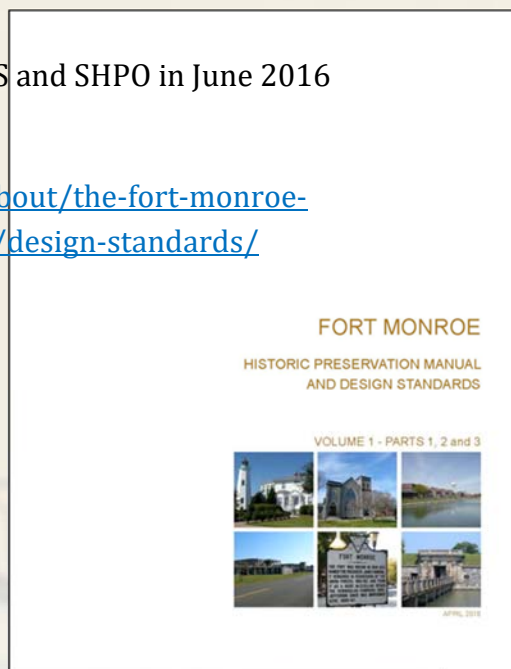 S and SHPO in June 2016
bout/the-fort-monroe-
/design-standards/
FORT MONROE
HISTORIC PRESERVATION MANUAL
AND DESIGN STANDARDS
VOLUME 1 - PARTS 1, 2 and 3
FORT MONROE
APRIL 2016